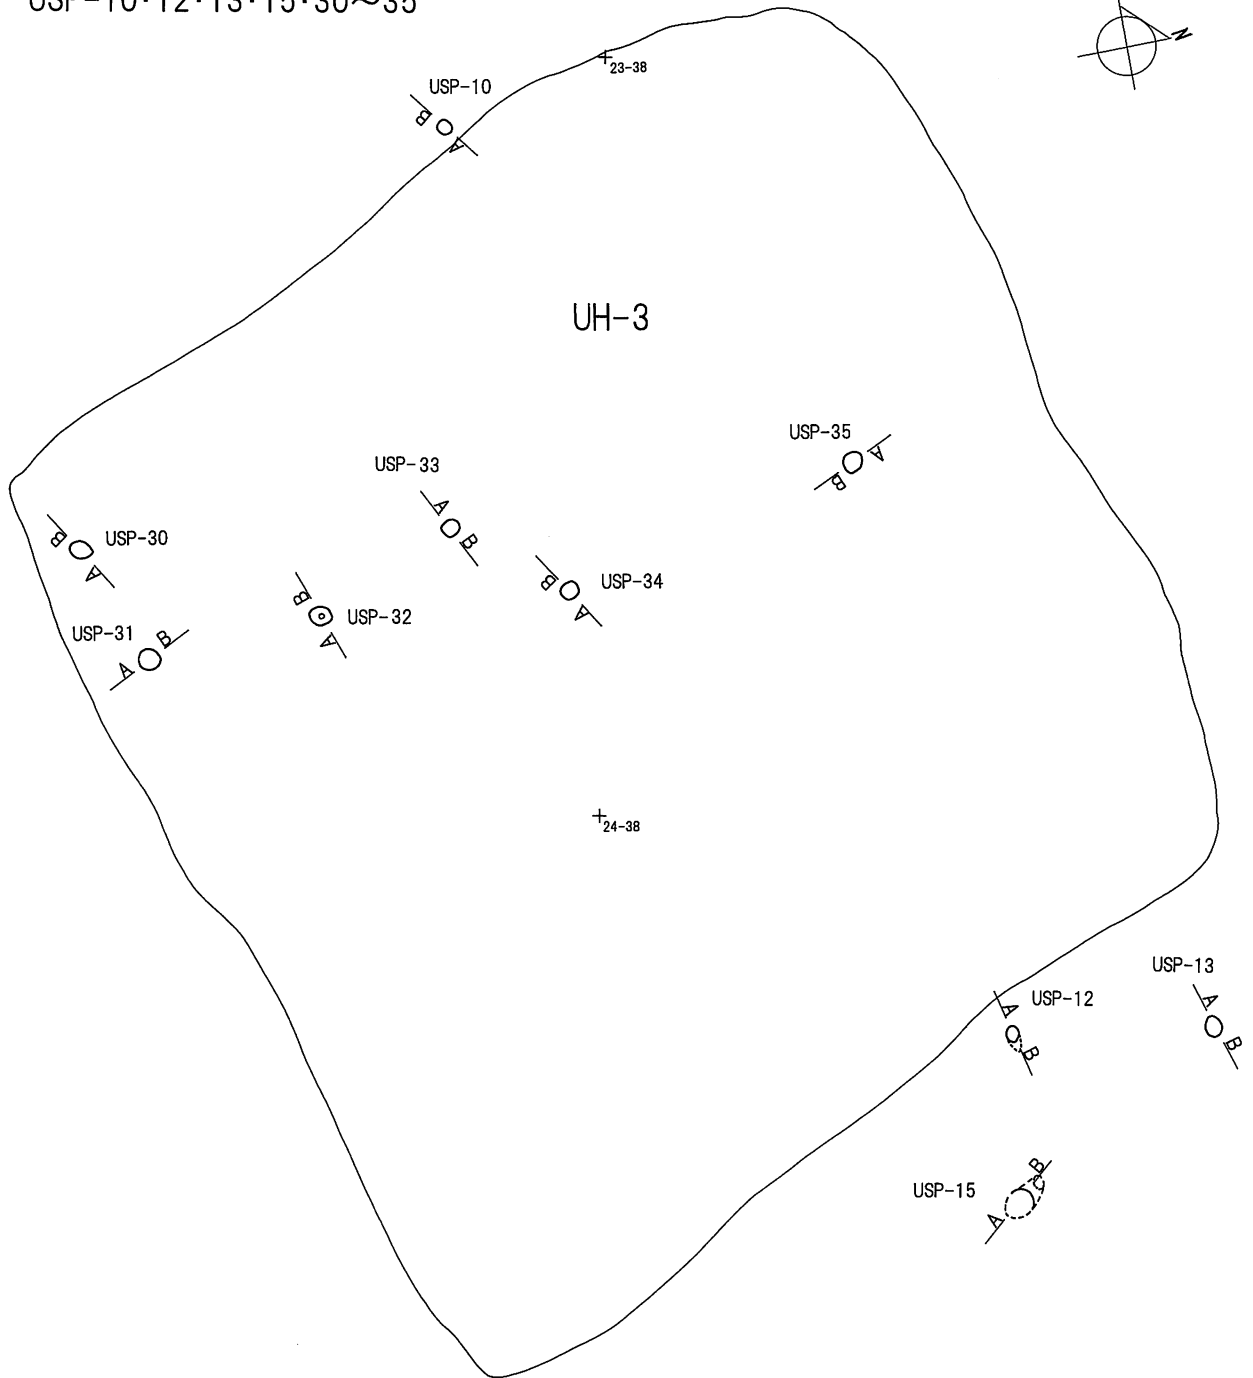 USP-10・12・13・15・30～35
N
23-38
USP-10
B
A
UH-3
USP-35
A
B
USP-33
A
B
USP-30
B
A
USP-34
B
A
USP-32
B
A
USP-31
A
B
24-38
USP-13
A
B
USP-12
A
B
USP-15
A
B